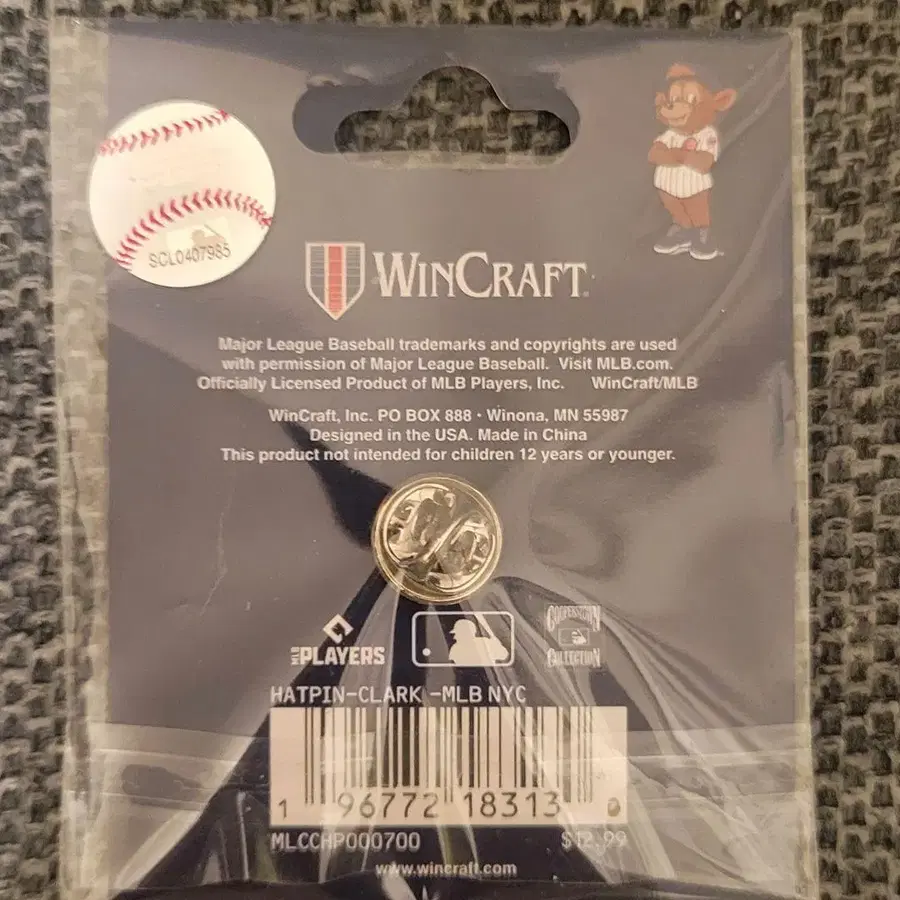 SCL0407985
WINCRAFT
Major League Baseball trademarks and copyrights are used
with permission of Major League Baseball. Visit MLB.com.
Officially Licensed Product of MLB Players, Inc. WinCraft/MLB
WinCraft, Inc. PO BOX 888 • Winona, MN 55987
Designed in the USA. Made in China
This product not intended for children 12 years or younger.
MLB PLAYERS
COOPERSTOWN
COLLECTION
HATPIN-CLARK -MLB NYC
1 96772 18313
MLCCHP000700 $12.99
www.wincraft.com